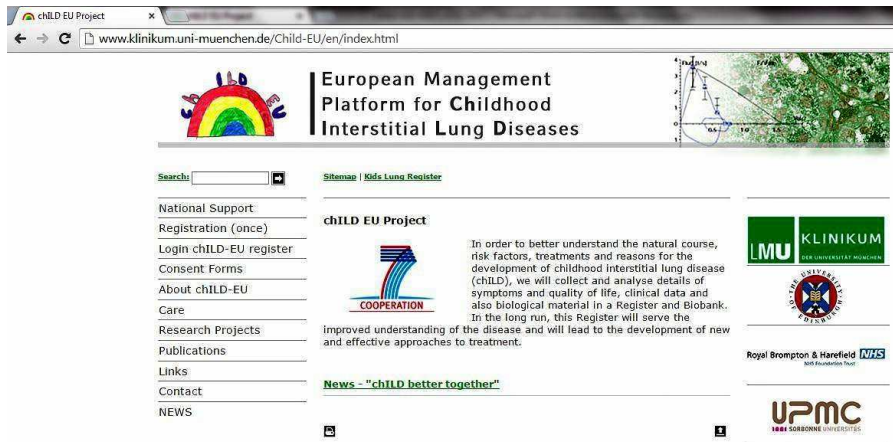 chILD EU Project
www.klinikum.uni-muenchen.de/Child-EU/en/index.html
chILD EU
European Management
Platform for Childhood
Interstitial Lung Diseases
Search:
Sitemap | Kids Lung Register
National Support
Registration (once)
Login chILD-EU register
Consent Forms
About chILD-EU
Care
Research Projects
Publications
Links
Contact
NEWS
chILD EU Project
7
COOPERATION
In order to better understand the natural course,
risk factors, treatments and reasons for the
development of childhood interstitial lung disease
(chILD), we will collect and analyse details of
symptoms and quality of life, clinical data and
also biological material in a Register and Biobank.
In the long run, this Register will serve the
improved understanding of the disease and will lead to the development of new
and effective approaches to treatment.
News - "chILD better together"
LMU KLINIKUM
DER UNIVERSITÄT MÜNCHEN
THE UNIVERSITY OF EDINBURGH
Royal Brompton & Harefield NHS
NHS Foundation Trust
UPMC
SORBONNE UNIVERSITÉS